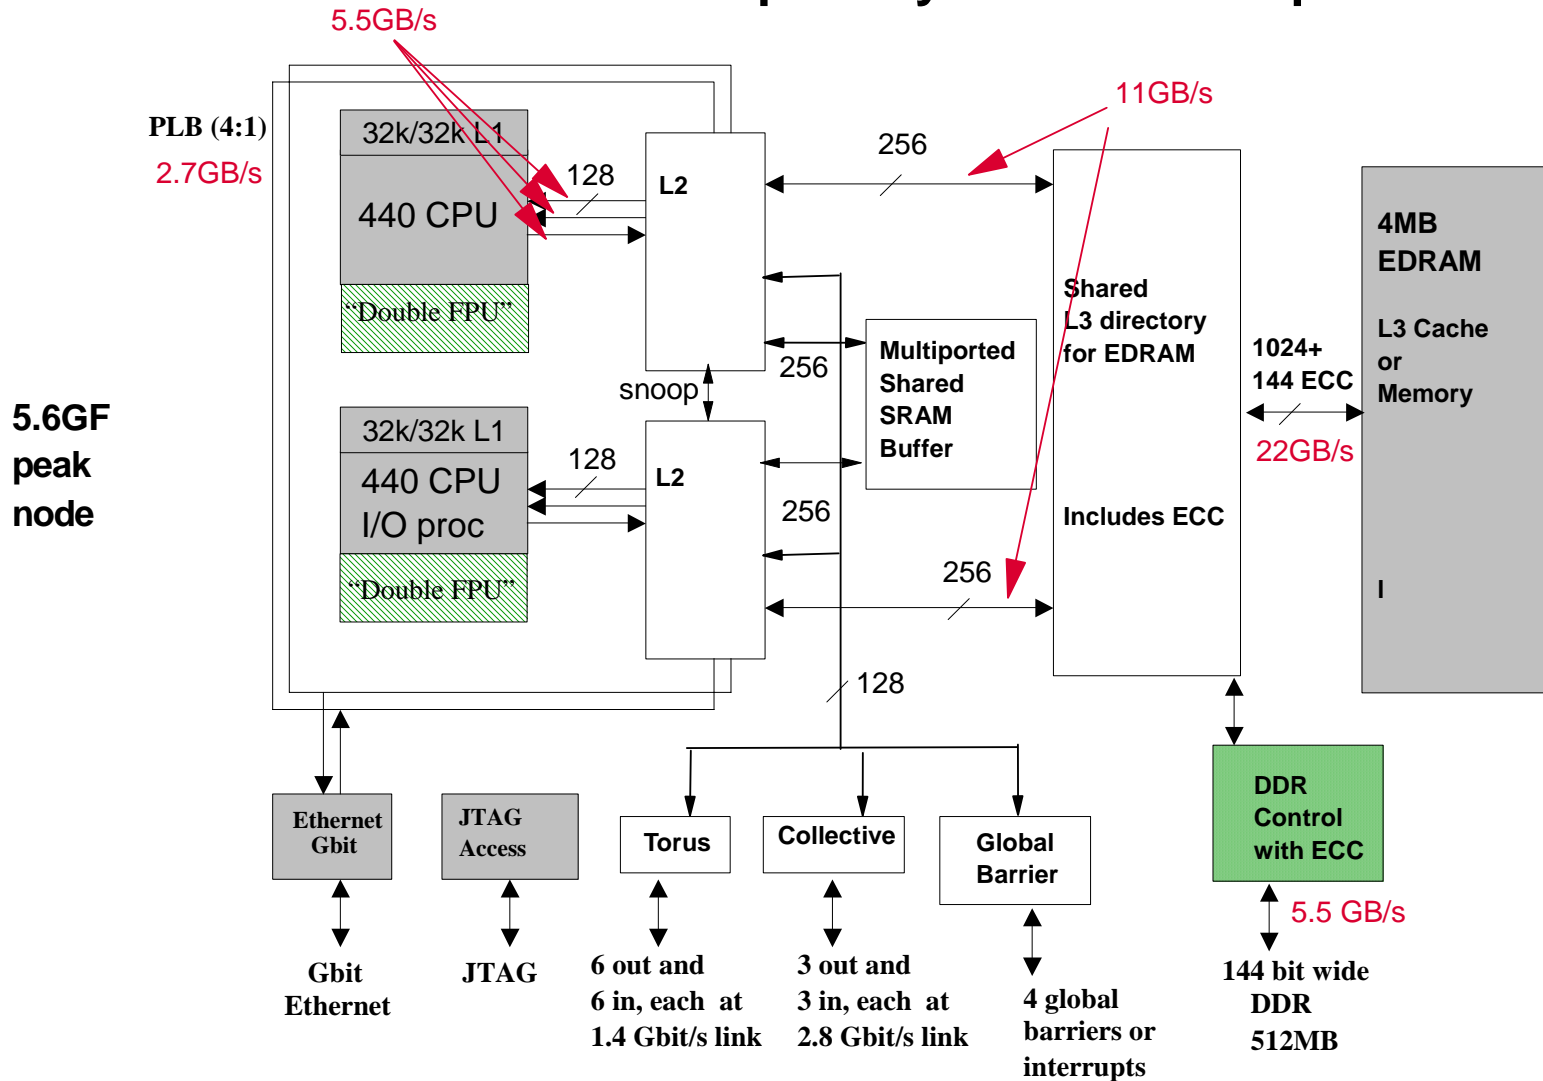 5.5GB/s
11GB/s
PLB (4:1)
2.7GB/s
32k/32k L1
440 CPU
“Double FPU”
128
L2
256
256
snoop
Multiported
Shared
SRAM
Buffer
Shared
L3 directory
for EDRAM
Includes ECC
1024+
144 ECC
22GB/s
4MB
EDRAM
L3 Cache
or
Memory
l
5.6GF
peak
node
32k/32k L1
440 CPU
I/O proc
“Double FPU”
128
L2
256
256
128
Ethernet
Gbit
JTAG
Access
Torus
Collective
Global
Barrier
DDR
Control
with ECC
5.5 GB/s
Gbit
Ethernet
JTAG
6 out and
6 in, each at
1.4 Gbit/s link
3 out and
3 in, each at
2.8 Gbit/s link
4 global
barriers or
interrupts
144 bit wide
DDR
512MB